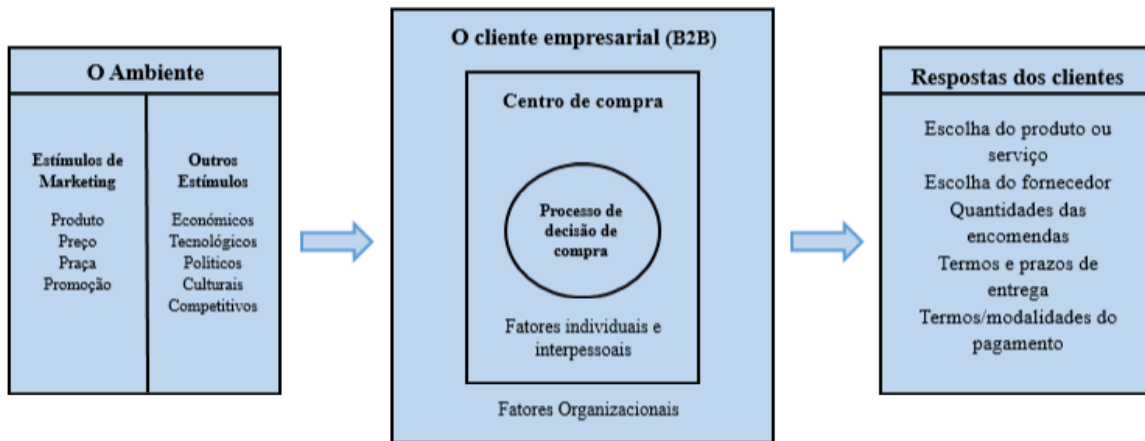 O Ambiente
Estímulos de
Marketing
Produto
Preço
Praça
Promoção
Outros
Estímulos
Económicos
Tecnológicos
Políticos
Culturais
Competitivos
O cliente empresarial (B2B)
Centro de compra
Processo de
decisão de
compra
Fatores individuais e
interpessoais
Fatores Organizacionais
Respostas dos clientes
Escolha do produto ou
serviço
Escolha do fornecedor
Quantidades das
encomendas
Termos e prazos de
entrega
Termos/modalidades do
pagamento